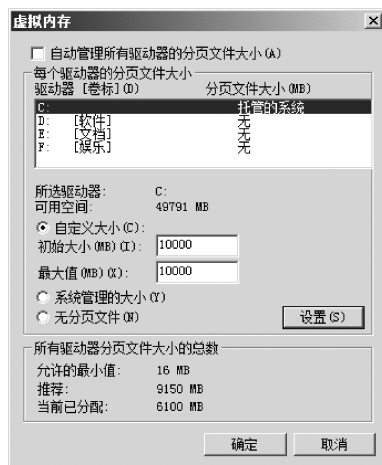 虚拟内存
自动管理所有驱动器的分页文件大小(A)
每个驱动器的分页文件大小
驱动器 [卷标](D) 分页文件大小(MB)
C: 托管的系统
D: [软件] 无
E: [文档] 无
F: [娱乐] 无
所选驱动器: C:
可用空间: 49791 MB
自定义大小(C):
初始大小(MB)(I): 10000
最大值(MB)(X): 10000
系统管理的大小(Y)
无分页文件(N) 设置(S)
所有驱动器分页文件大小的总数
允许的最小值: 16 MB
推荐: 9150 MB
当前已分配: 6100 MB
确定 取消